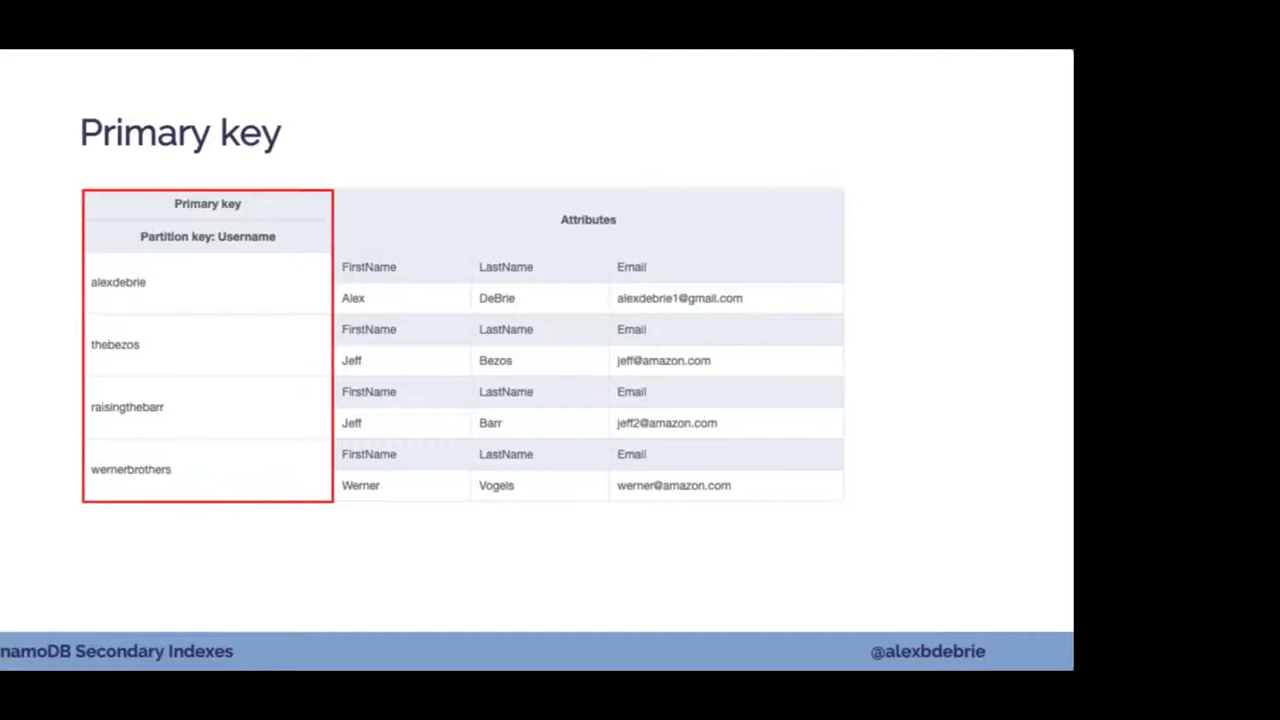 Primary key
Primary key
Attributes
Partition key: Username
alexdebrie
FirstName LastName Email
Alex DeBrie alexdebrie1@gmail.com
thebezos
FirstName LastName Email
Jeff Bezos jeff@amazon.com
raisingthebarr
FirstName LastName Email
Jeff Barr jeff2@amazon.com
wernerbrothers
FirstName LastName Email
Werner Vogels werner@amazon.com
namoDB Secondary Indexes
@alexbdebrie